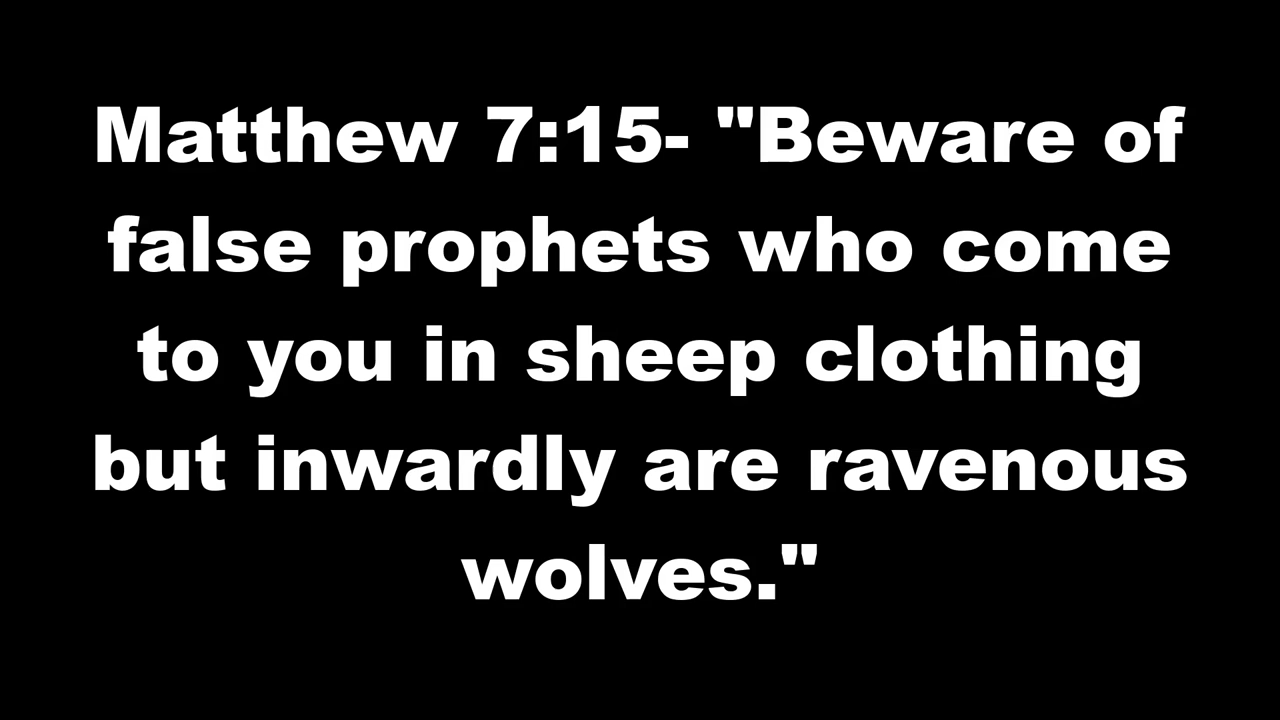 Matthew 7:15- "Beware of
false prophets who come
to you in sheep clothing
but inwardly are ravenous
wolves."